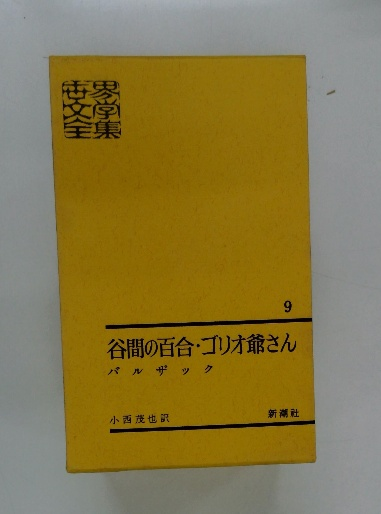 世界
文学
全集
9
谷間の百合・ゴリオ爺さん
バルザック
小西茂也訳
新潮社